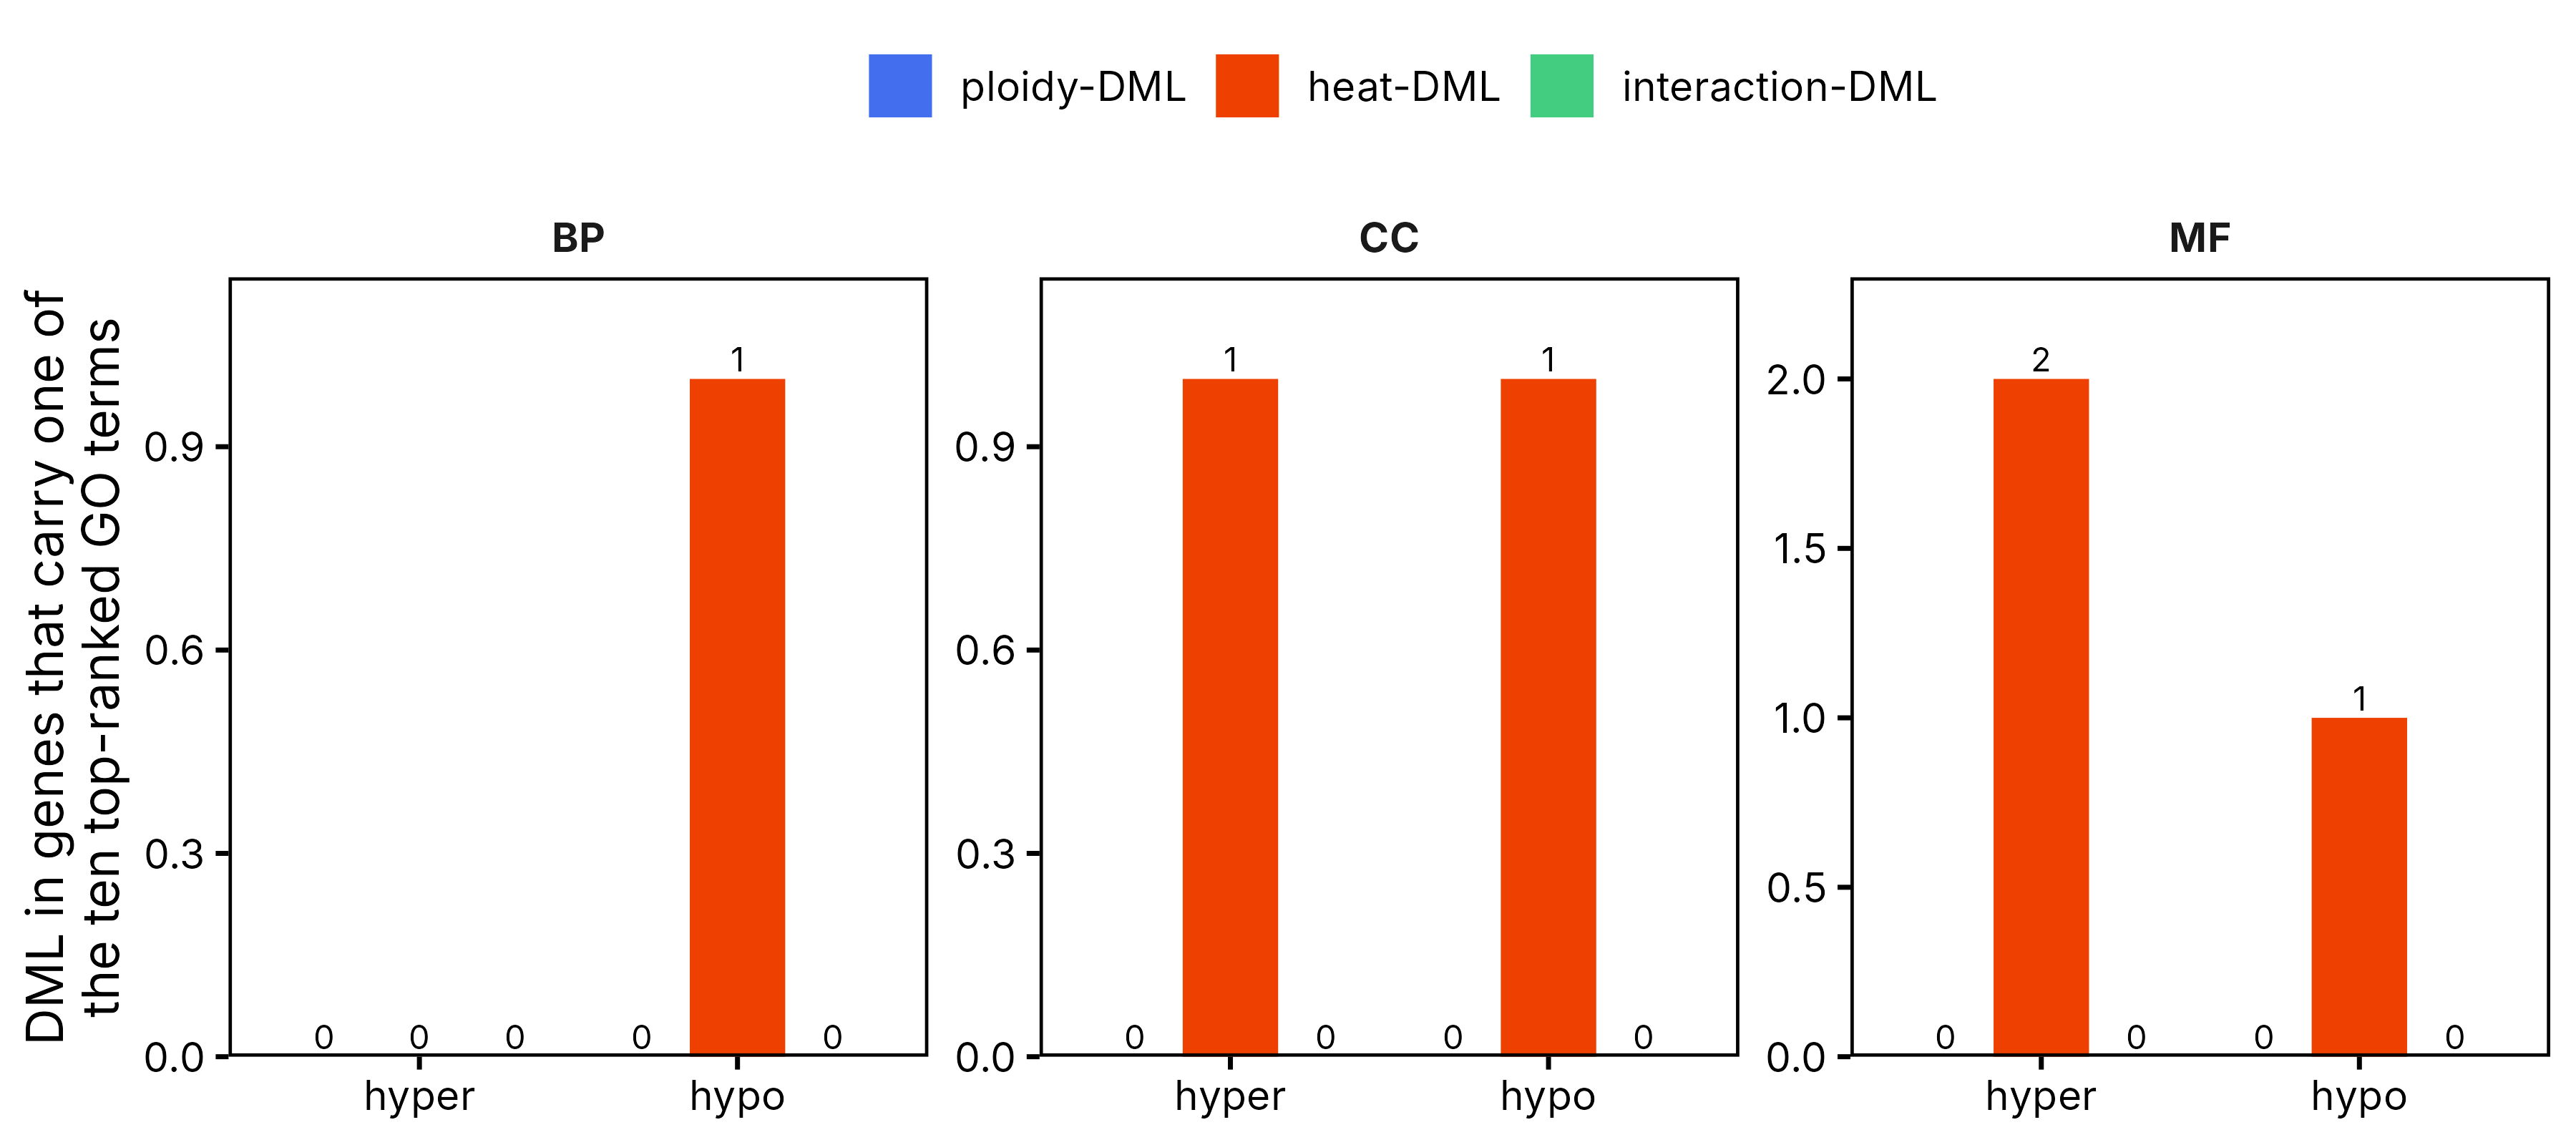 ploidy-DML heat-DML interaction-DML
BP CC MF
DML in genes that carry one of
the ten top-ranked GO terms
0.9
0.6
0.3
0.0
0 0 0 0 1 0
hyper hypo
0.9
0.6
0.3
0.0
0 1 0 0 1 0
hyper hypo
2.0
1.5
1.0
0.5
0.0
0 2 0 0 1 0
hyper hypo